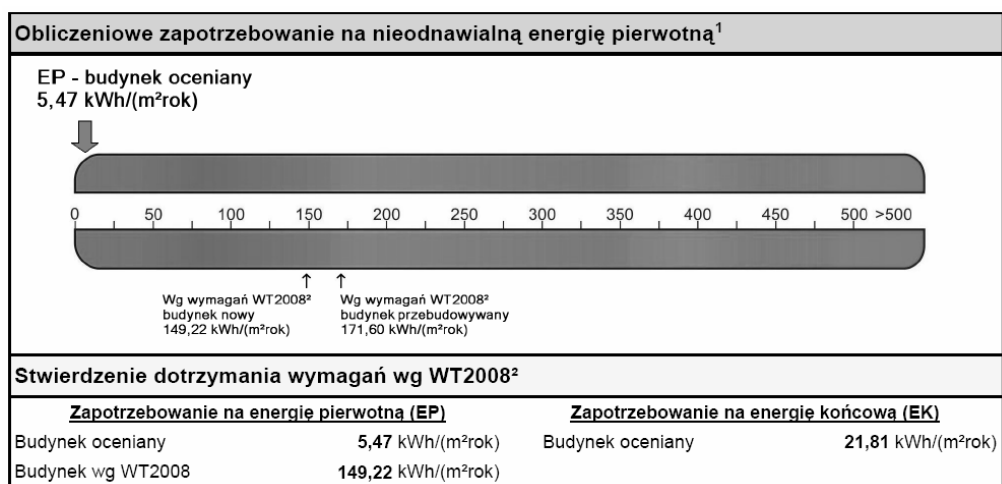 Obliczeniowe zapotrzebowanie na nieodnawialną energię pierwotną¹
EP - budynek oceniany
5,47 kWh/(m²rok)
0 50 100 150 200 250 300 350 400 450 500 >500
Wg wymagań WT2008²
budynek nowy
149,22 kWh/(m²rok)
Wg wymagań WT2008²
budynek przebudowywany
171,60 kWh/(m²rok)
Stwierdzenie dotrzymania wymagań wg WT2008²
Zapotrzebowanie na energię pierwotną (EP)
Budynek oceniany 5,47 kWh/(m²rok)
Budynek wg WT2008 149,22 kWh/(m²rok)
Zapotrzebowanie na energię końcową (EK)
Budynek oceniany 21,81 kWh/(m²rok)